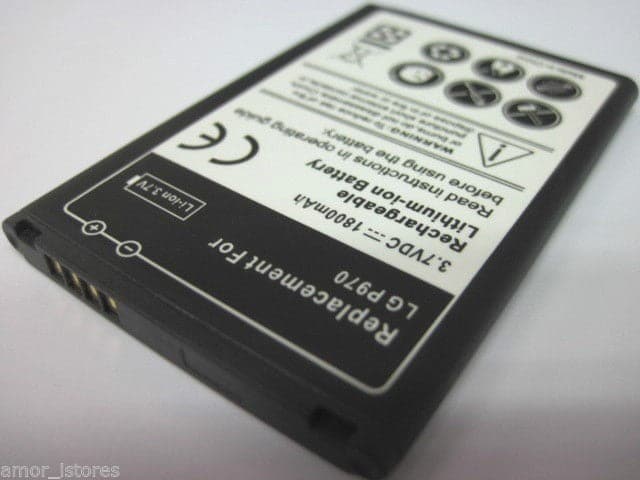 Replacement For
LG P970
Li-ion 3.7V
3.7VDC 1800mAh
Rechargeable
Lithium-Ion Battery
Read instructions in operating guide
before using the battery.
CE
amor_istores